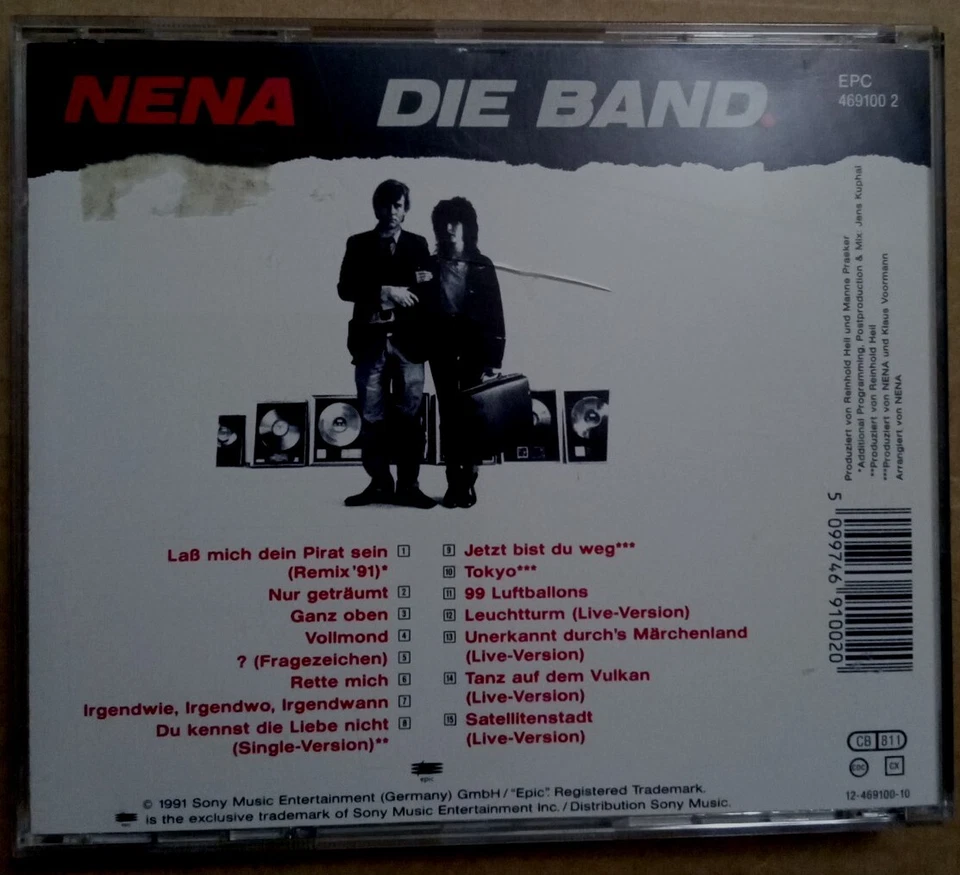 NENA DIE BAND.
EPC
469100 2
Produziert von Reinhold Heil und Manne Praeker
*Additional Programming, Postproduction & Mix: Jens Kuphal
**Produziert von Reinhold Heil
***Produziert von NENA und Klaus Voormann
Arrangiert von NENA
5 099746 910020
Laß mich dein Pirat sein 1
(Remix '91)*
Nur geträumt 2
Ganz oben 3
Vollmond 4
? (Fragezeichen) 5
Rette mich 6
Irgendwie, Irgendwo, Irgendwann 7
Du kennst die Liebe nicht 8
(Single-Version)**
9 Jetzt bist du weg***
10 Tokyo***
11 99 Luftballons
12 Leuchtturm (Live-Version)
13 Unerkannt durch's Märchenland
(Live-Version)
14 Tanz auf dem Vulkan
(Live-Version)
15 Satellitenstadt
(Live-Version)
CB 811
CDC CX
12-469100-10
epic
© 1991 Sony Music Entertainment (Germany) GmbH / "Epic". Registered Trademark.
epic is the exclusive trademark of Sony Music Entertainment Inc. / Distribution Sony Music.